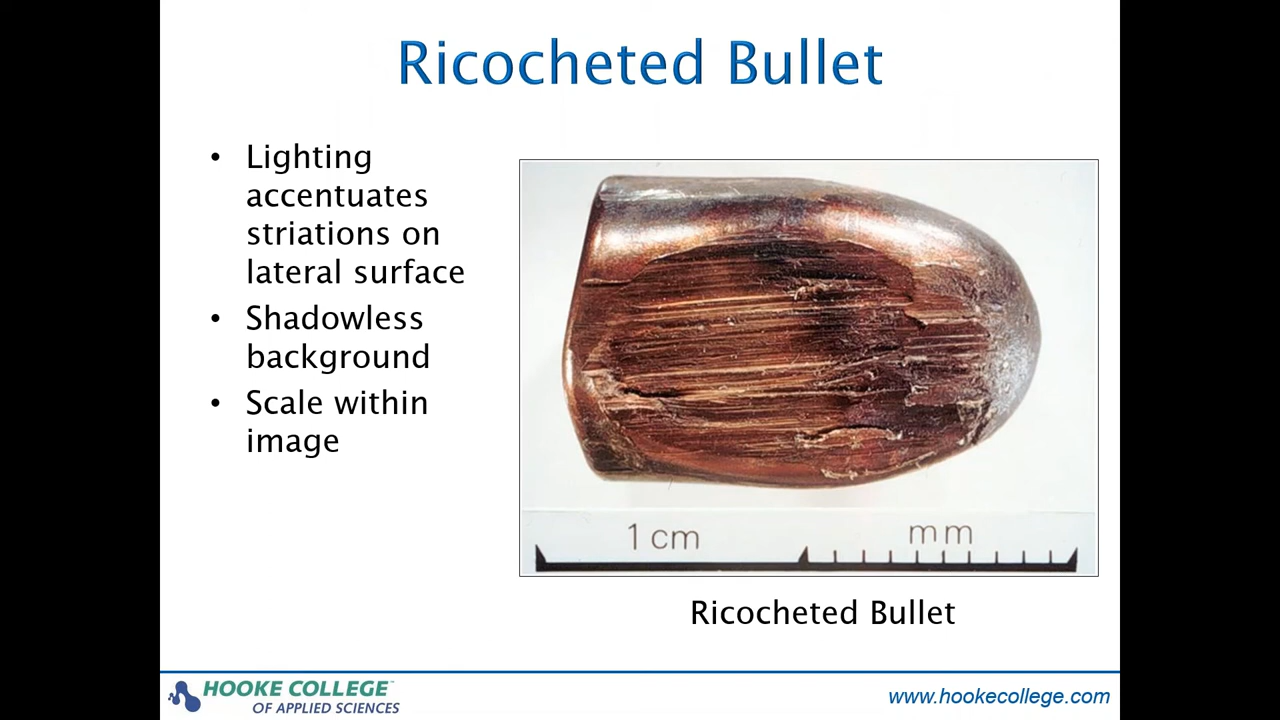 Ricocheted Bullet
• Lighting
accentuates
striations on
lateral surface
• Shadowless
background
• Scale within
image
1 cm
mm
Ricocheted Bullet
HOOKE COLLEGE
OF APPLIED SCIENCES
www.hookecollege.com